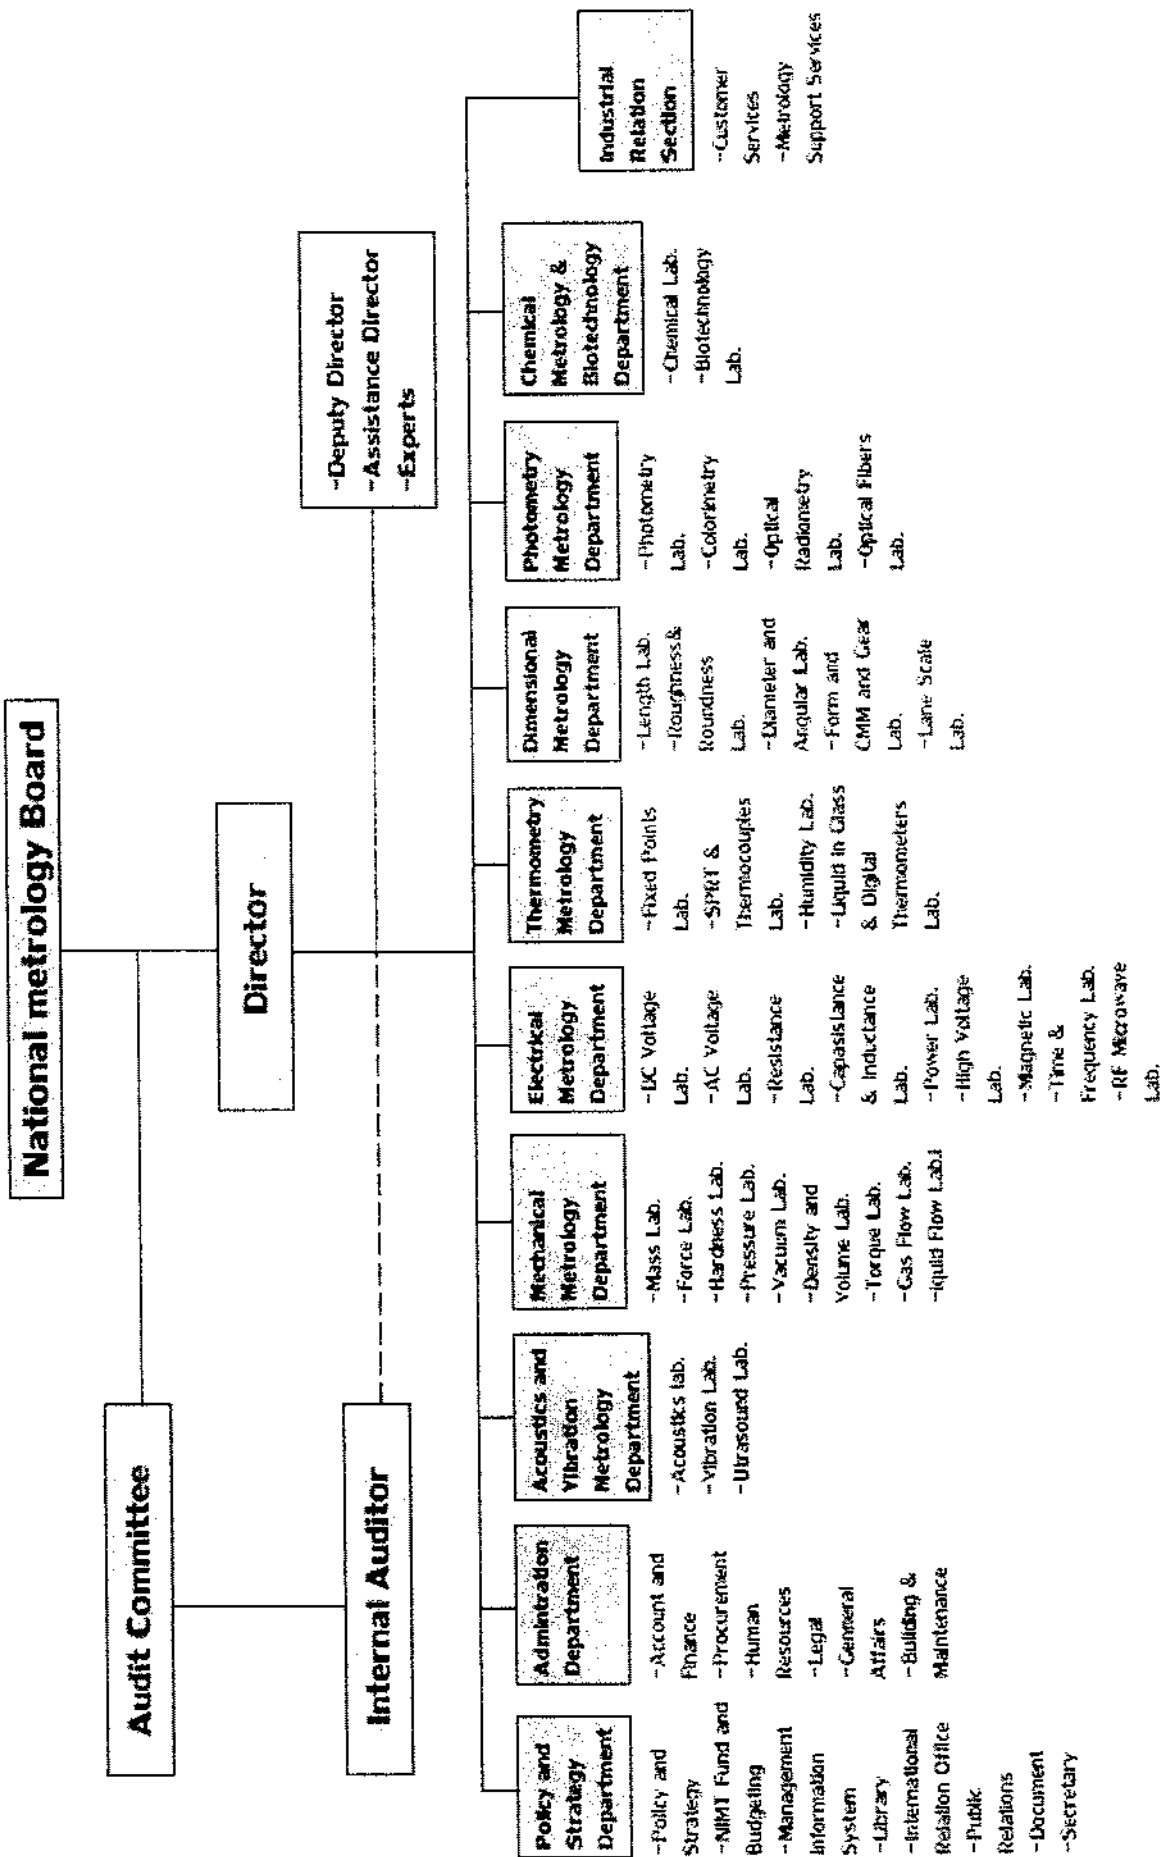 National metrology Board
Audit Committee
Director
Internal Auditor
-Deputy Director
-Assistance Director
-Experts
Policy and
Strategy
Department
-Policy and
Strategy
-NIMT Fund and
Budgeting
-Management
Information
System
-Library
-International
Relation Office
-Public
Relations
-Document
-Secretary
Admintration
Department
-Account and
Finance
-Procurement
-Human
Resources
-Legal
-Genmeral
Affairs
-Building &
Maintenance
Acoustics and
Vibration
Metrology
Department
-Acoustics lab.
-Vibration Lab.
-Utrasound Lab.
Mechanical
Metrology
Department
-Mass Lab.
-Force Lab.
-Hardness Lab.
-Pressure Lab.
-Vacuum Lab.
-Density and
Volume Lab.
-Torque Lab.
-Gas Flow Lab.
-iquid Flow Lab.l
Electrical
Metrology
Department
-DC Voltage
Lab.
-AC Voltage
Lab.
-Resistance
Lab.
-Capasistance
& Inductance
Lab.
-Power Lab.
-High Voltage
Lab.
-Magnetic Lab.
-Time &
Frequency Lab.
-RF Microwave
Lab.
Thermometry
Metrology
Department
-Fixed Points
Lab.
-SPRT &
Thermocouples
Lab.
-Humidity Lab.
-Liquid in Glass
& Digital
Thermometers
Lab.
Dimensional
Metrology
Department
-Length Lab.
-Roughness&
Roundness
Lab.
-Diameter and
Angular Lab.
-Form and
CMM and Gear
Lab.
-Lane Scale
Lab.
Photometry
Metrology
Department
-Photometry
Lab.
-Colorimetry
Lab.
-Optical
Radiometry
Lab.
-Optical Fibers
Lab.
Chemical
Metrology &
Biotechnology
Department
-Chemical Lab.
-Biotechnology
Lab.
Industrial
Relation
Section
-Customer
Services
-Metrology
Support Services